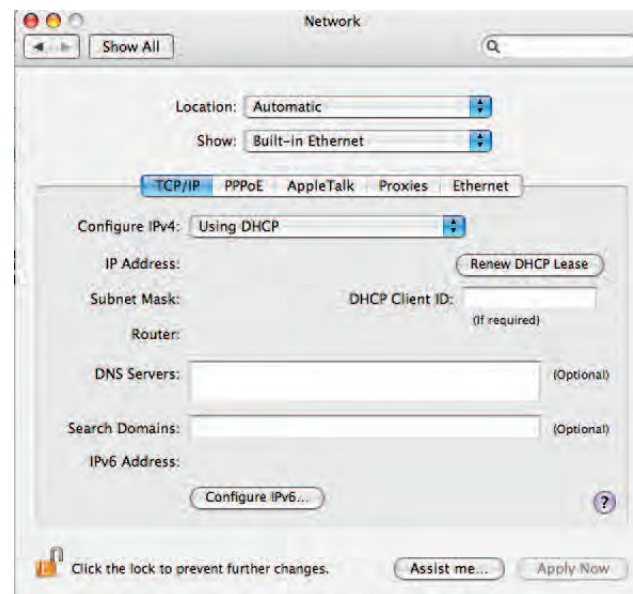 Network
Show All
Location: Automatic
Show: Built-in Ethernet
TCP/IP PPPoE AppleTalk Proxies Ethernet
Configure IPv4: Using DHCP
IP Address: Renew DHCP Lease
Subnet Mask: DHCP Client ID:
(If required)
Router:
DNS Servers: (Optional)
Search Domains: (Optional)
IPv6 Address:
Configure IPv6... ?
Click the lock to prevent further changes. Assist me... Apply Now